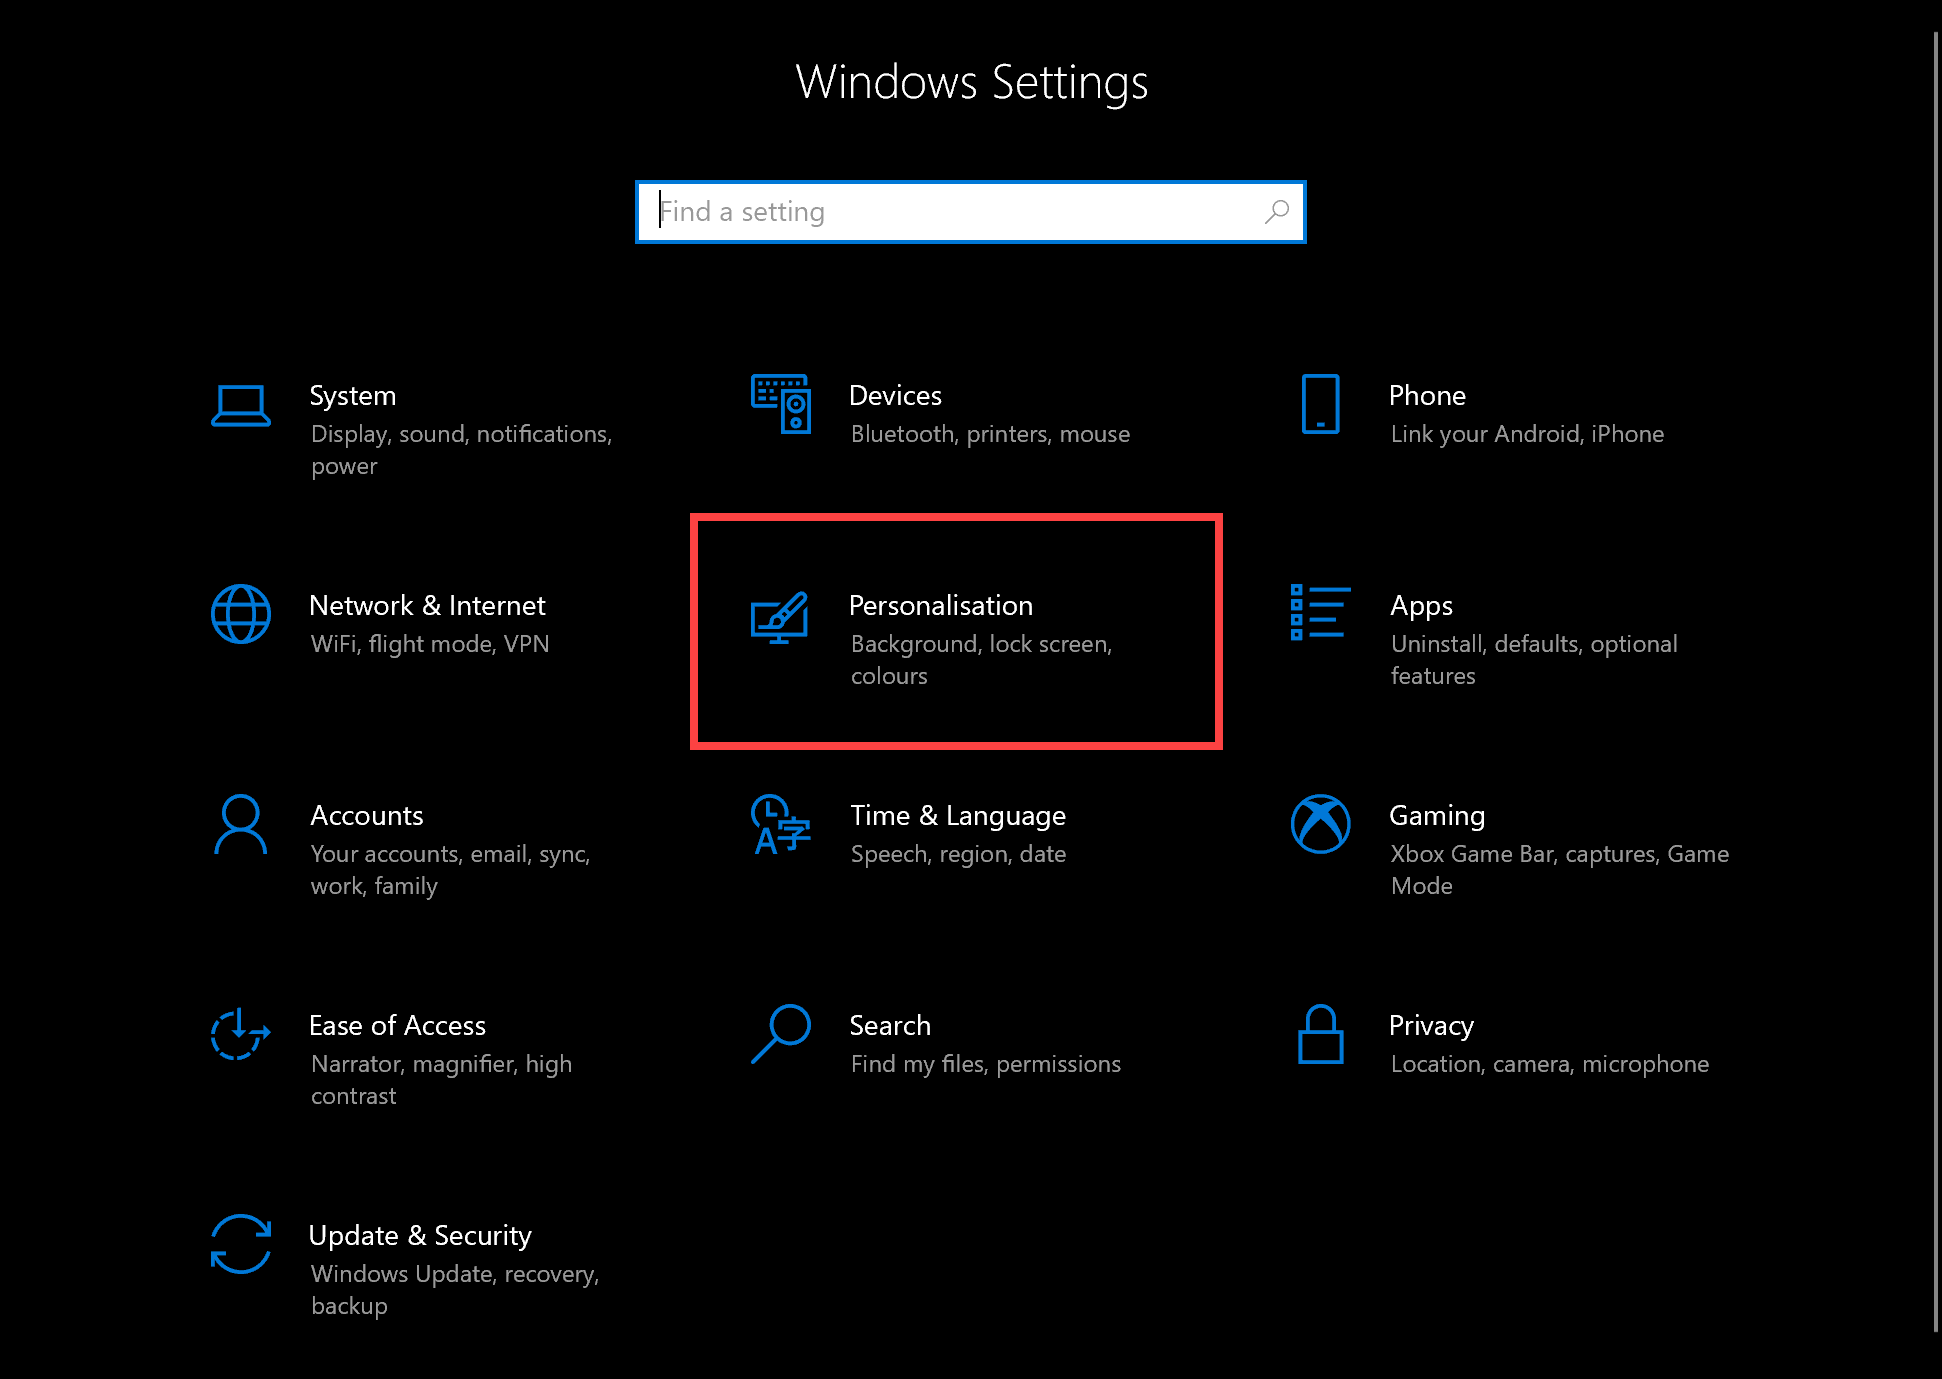 Windows Settings
Find a setting
System
Display, sound, notifications,
power
Devices
Bluetooth, printers, mouse
Phone
Link your Android, iPhone
Network & Internet
WiFi, flight mode, VPN
Personalisation
Background, lock screen,
colours
Apps
Uninstall, defaults, optional
features
Accounts
Your accounts, email, sync,
work, family
Time & Language
Speech, region, date
Gaming
Xbox Game Bar, captures, Game
Mode
Ease of Access
Narrator, magnifier, high
contrast
Search
Find my files, permissions
Privacy
Location, camera, microphone
Update & Security
Windows Update, recovery,
backup